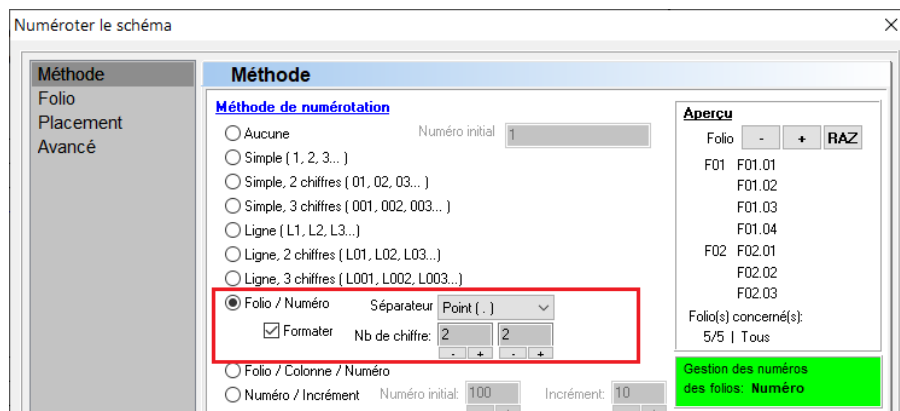 Numéroter le schéma
Méthode
Folio
Placement
Avancé
Méthode
Méthode de numérotation
Aucune Numéro initial 1
Simple ( 1, 2, 3... )
Simple, 2 chiffres ( 01, 02, 03... )
Simple, 3 chiffres ( 001, 002, 003... )
Ligne ( L1, L2, L3...)
Ligne, 2 chiffres ( L01, L02, L03...)
Ligne, 3 chiffres ( L001, L002, L003...)
Folio / Numéro Séparateur Point ( . )
Formater Nb de chiffre: 2 2
- + - +
Folio / Colonne / Numéro
Numéro / Incrément Numéro initial: 100 Incrément: 10
Aperçu
Folio - + RAZ
F01 F01.01
F01.02
F01.03
F01.04
F02 F02.01
F02.02
F02.03
Folio(s) concerné(s):
5/5 | Tous
Gestion des numéros
des folios: Numéro